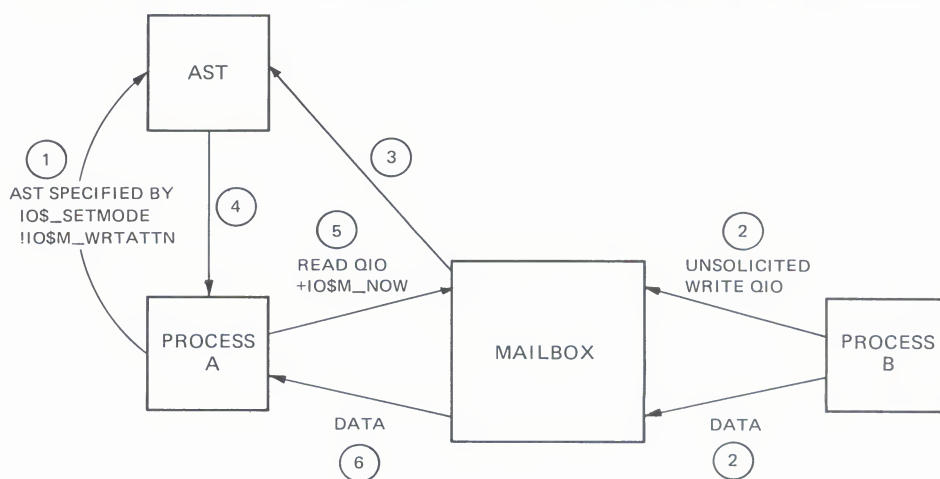 AST
1
AST SPECIFIED BY
IO$_SETMODE
!IO$M_WRTATTN
3
4
5
READ QIO
+IO$M_NOW
2
UNSOLICITED
WRITE QIO
PROCESS
A
MAILBOX
PROCESS
B
DATA
6
DATA
2